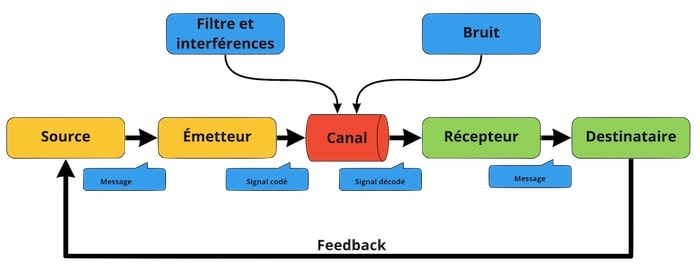 Filtre et
interférences
Bruit
Source
Émetteur
Canal
Récepteur
Destinataire
Message
Signal codé
Signal décodé
Message
Feedback